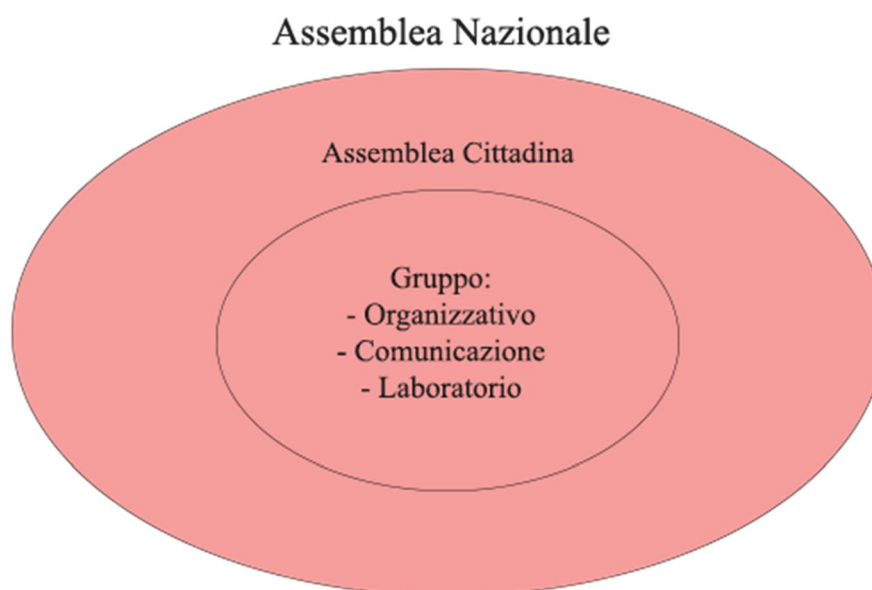 Assemblea Nazionale
Assemblea Cittadina
Gruppo:
- Organizzativo
- Comunicazione
- Laboratorio